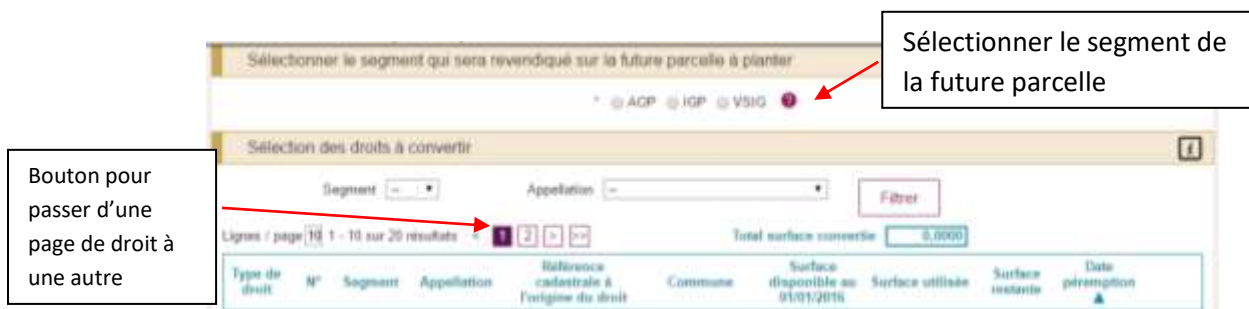 Sélectionner le segment de
la future parcelle
Sélectionner le segment qui sera revendiqué sur la future parcelle à planter
* AOP IGP VSIG ?
Sélection des droits à convertir
i
Bouton pour
passer d'une
page de droit à
une autre
Segment -- Appellation -- Filtrer
Lignes / page 10 1 - 10 sur 20 résultats < 1 2 > >> Total surface convertie 0,0000
Type de
droit
N°
Segment
Appellation
Référence
cadastrale à
l'origine du droit
Commune
Surface
disponible au
01/01/2016
Surface utilisée
Surface
restante
Date
péremption